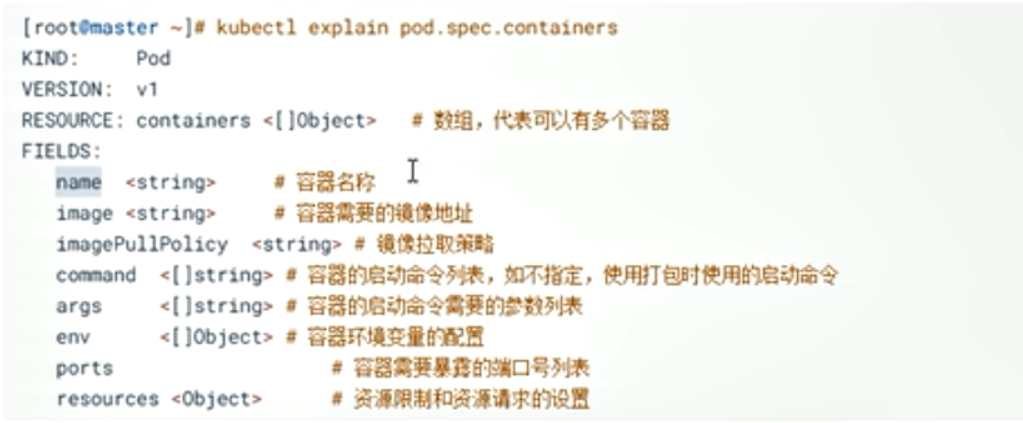 [root@master ~]# kubectl explain pod.spec.containers
KIND: Pod
VERSION: v1
RESOURCE: containers <[]Object> # 数组，代表可以有多个容器
FIELDS:
name <string> # 容器名称
image <string> # 容器需要的镜像地址
imagePullPolicy <string> # 镜像拉取策略
command <[]string> # 容器的启动命令列表，如不指定，使用打包时使用的启动命令
args <[]string> # 容器的启动命令需要的参数列表
env <[]Object> # 容器环境变量的配置
ports # 容器需要暴露的端口号列表
resources <Object> # 资源限制和资源请求的设置